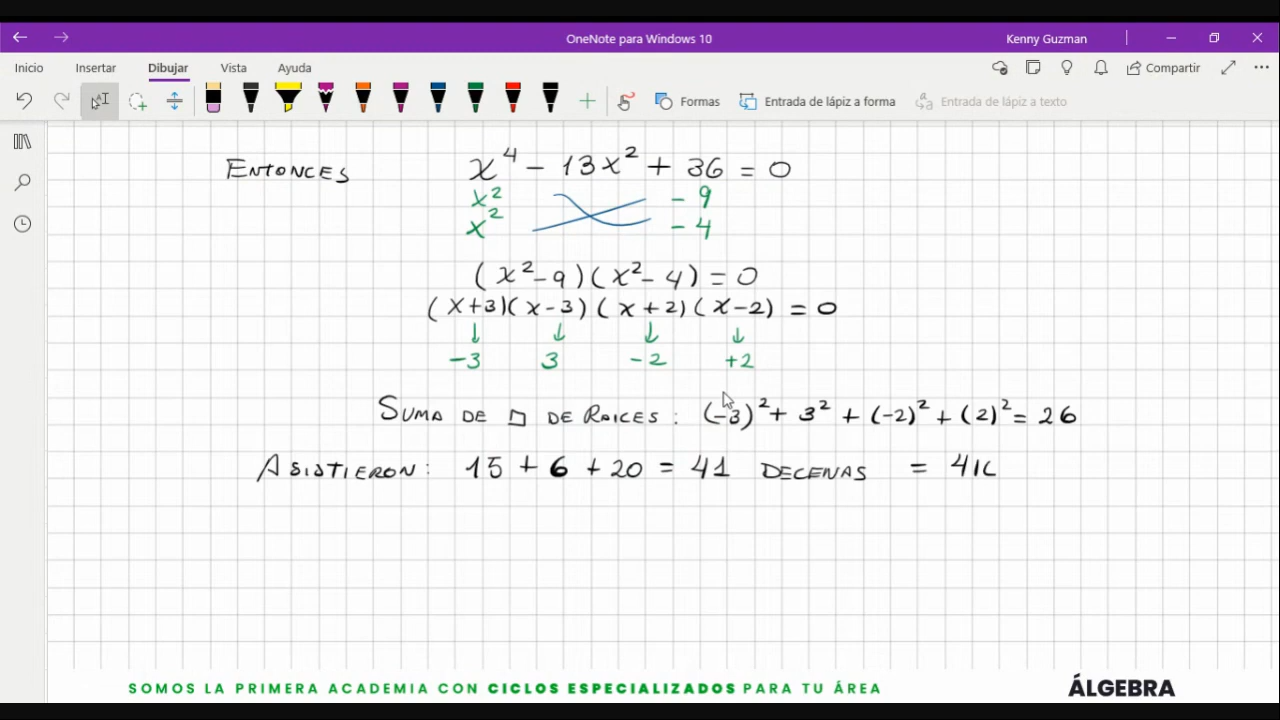 OneNote para Windows 10
Kenny Guzman
Inicio Insertar Dibujar Vista Ayuda
Compartir
Formas Entrada de lápiz a forma Entrada de lápiz a texto
ENTONCES x⁴ - 13x² + 36 = 0
x² - 9
x² - 4
(x² - 9)(x² - 4) = 0
(x+3)(x-3)(x+2)(x-2) = 0
↓ ↓ ↓ ↓
-3 3 -2 +2
SUMA DE □ DE RAICES: (-3)² + 3² + (-2)² + (2)² = 26
ASISTIERON: 15 + 6 + 20 = 41 DECENAS = 41
SOMOS LA PRIMERA ACADEMIA CON CICLOS ESPECIALIZADOS PARA TU ÁREA
ÁLGEBRA